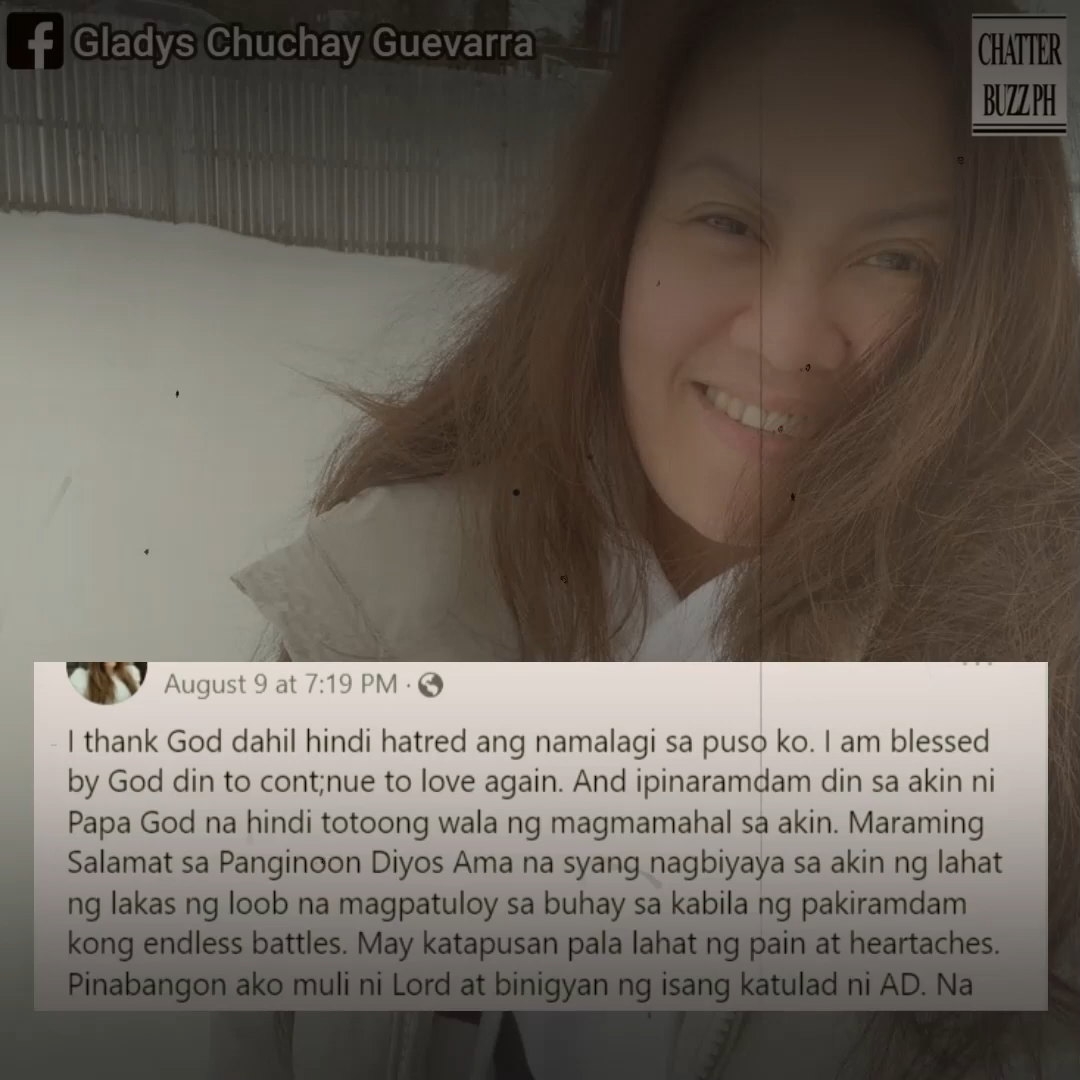 Gladys Chuchay Guevarra
CHATTER
BUZZ PH
August 9 at 7:19 PM ·
I thank God dahil hindi hatred ang namalagi sa puso ko. I am blessed
by God din to cont;nue to love again. And ipinaramdam din sa akin ni
Papa God na hindi totoong wala ng magmamahal sa akin. Maraming
Salamat sa Panginoon Diyos Ama na syang nagbiyaya sa akin ng lahat
ng lakas ng loob na magpatuloy sa buhay sa kabila ng pakiramdam
kong endless battles. May katapusan pala lahat ng pain at heartaches.
Pinabangon ako muli ni Lord at binigyan ng isang katulad ni AD. Na